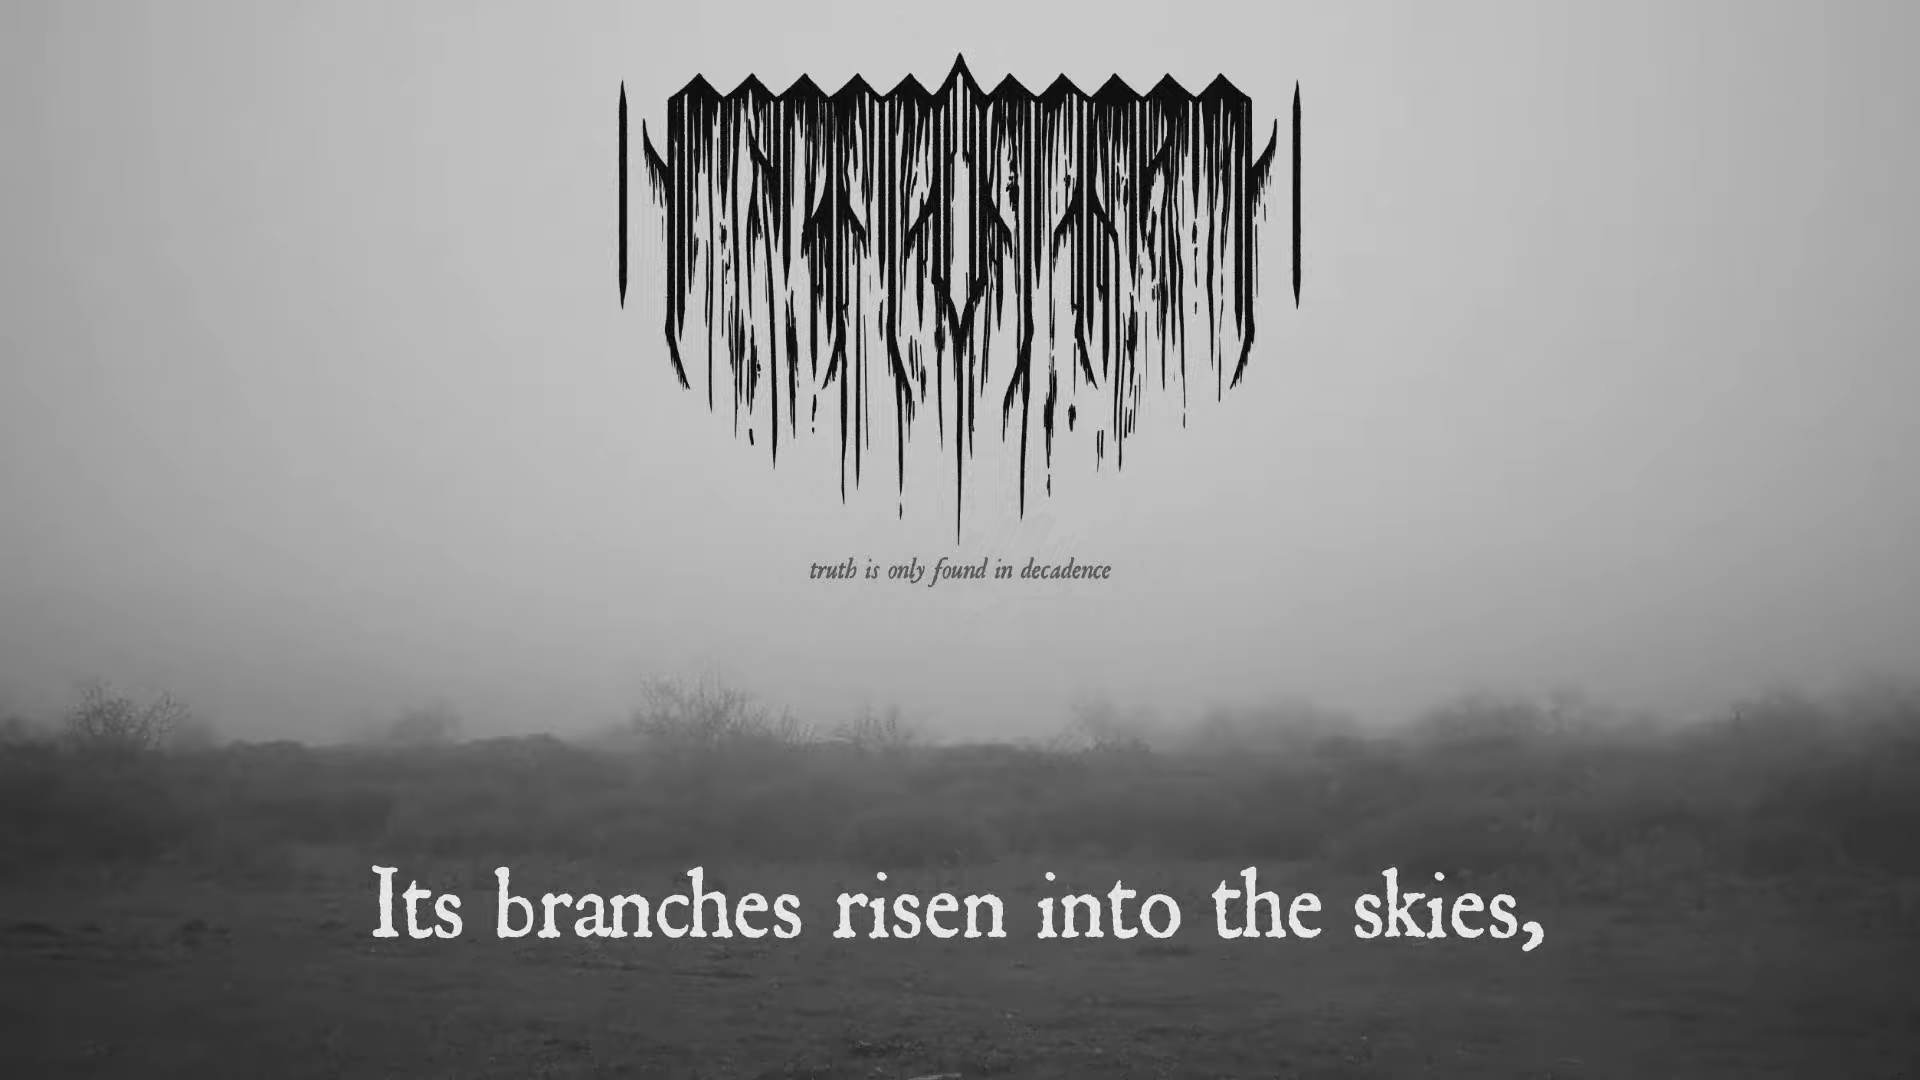 truth is only found in decadence
Its branches risen into the skies,